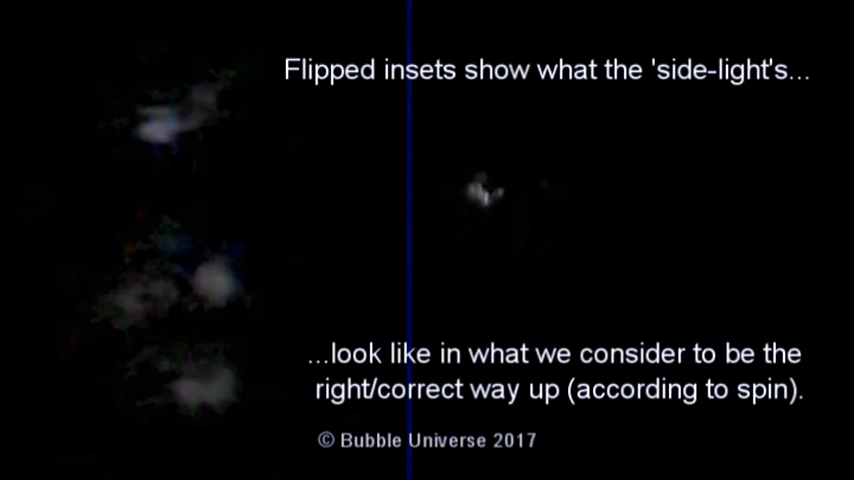 Flipped insets show what the 'side-light's...
...look like in what we consider to be the
right/correct way up (according to spin).
© Bubble Universe 2017